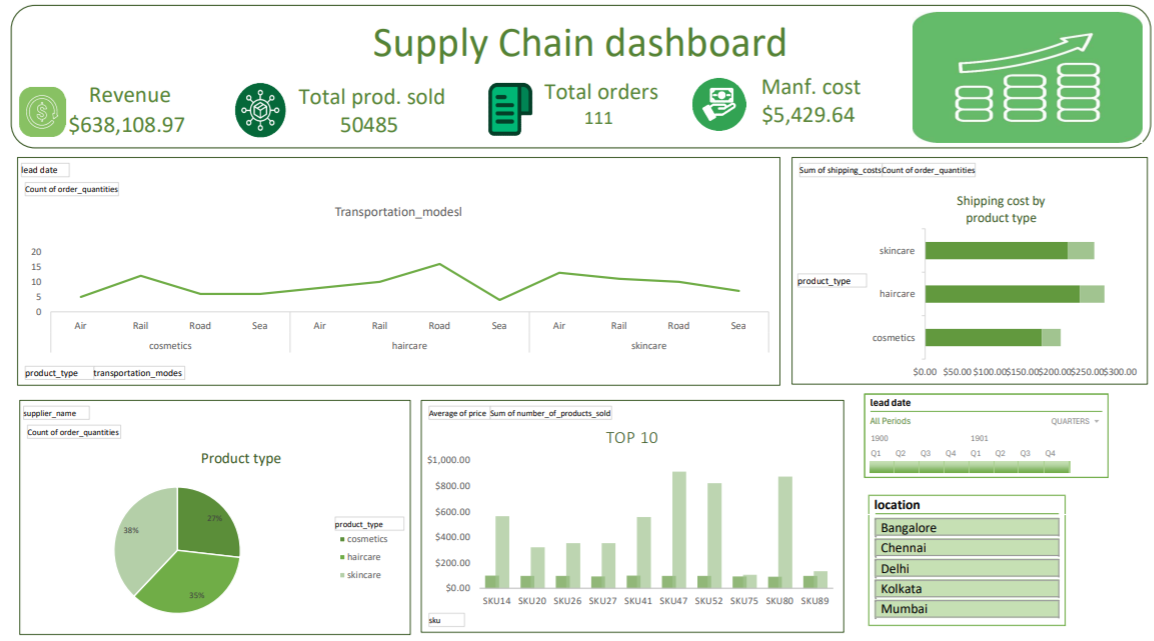 Supply Chain dashboard
Revenue
$638,108.97
Total prod. sold
50485
Total orders
111
Manf. cost
$5,429.64
lead date
Count of order_quantities
Transportation_modesl
20
15
10
5
0
Air Rail Road Sea Air Rail Road Sea Air Rail Road Sea
cosmetics haircare skincare
product_type transportation_modes
Sum of shipping_costs Count of order_quantities
Shipping cost by
product type
skincare
product_type
haircare
cosmetics
$0.00 $50.00 $100.00 $150.00 $200.00 $250.00 $300.00
supplier_name
Count of order_quantities
Product type
27%
38%
35%
product_type
cosmetics
haircare
skincare
Average of price Sum of number_of_products_sold
TOP 10
$1,000.00
$800.00
$600.00
$400.00
$200.00
$0.00
SKU14 SKU20 SKU26 SKU27 SKU41 SKU47 SKU52 SKU75 SKU80 SKU89
sku
lead date
All Periods QUARTERS
1900 1901
Q1 Q2 Q3 Q4 Q1 Q2 Q3 Q4
location
Bangalore
Chennai
Delhi
Kolkata
Mumbai